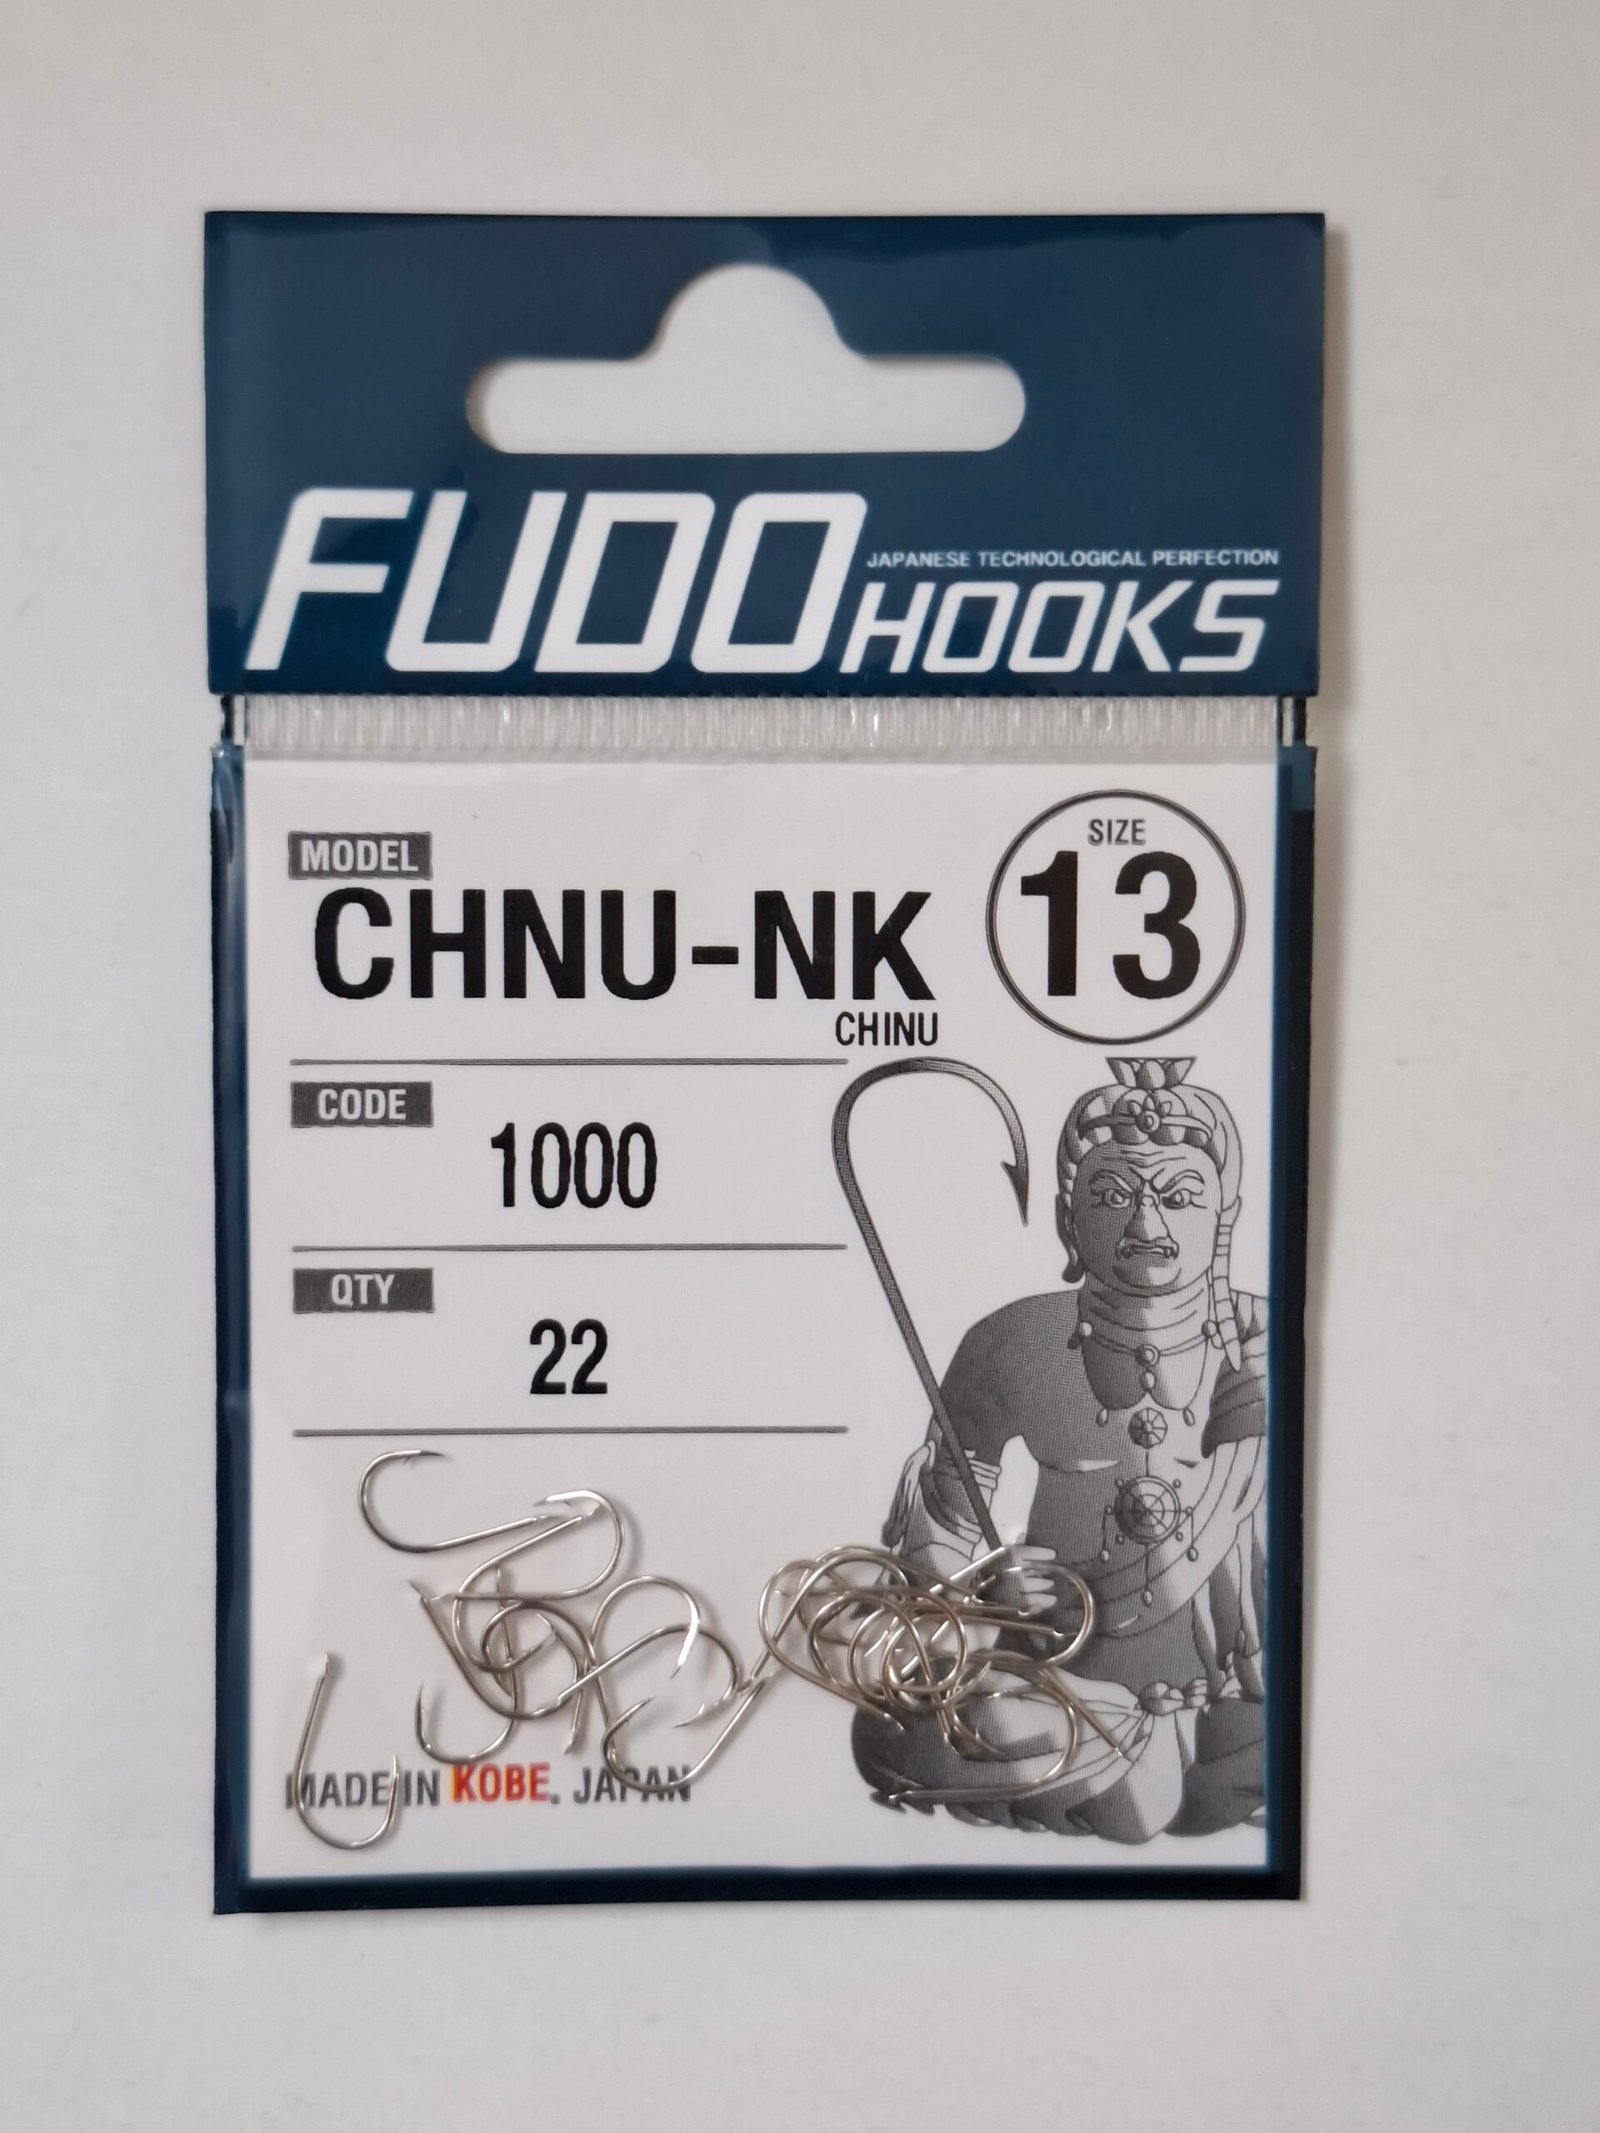 FUDO
JAPANESE TECHNOLOGICAL PERFECTION
HOOKS
MODEL
CHNU-NK
CHINU
SIZE
13
CODE
1000
QTY
22
MADE IN KOBE, JAPAN